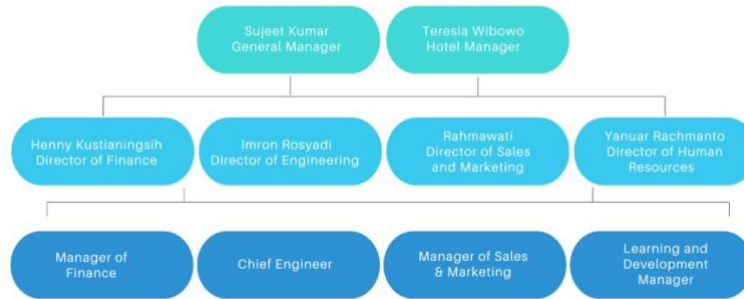 Sujeet Kumar
General Manager
Teresia Wibowo
Hotel Manager
Henny Kustianingsih
Director of Finance
Imron Rosyadi
Director of Engineering
Rahmawati
Director of Sales
and Marketing
Yanuar Rachmanto
Director of Human
Resources
Manager of
Finance
Chief Engineer
Manager of Sales
& Marketing
Learning and
Development
Manager